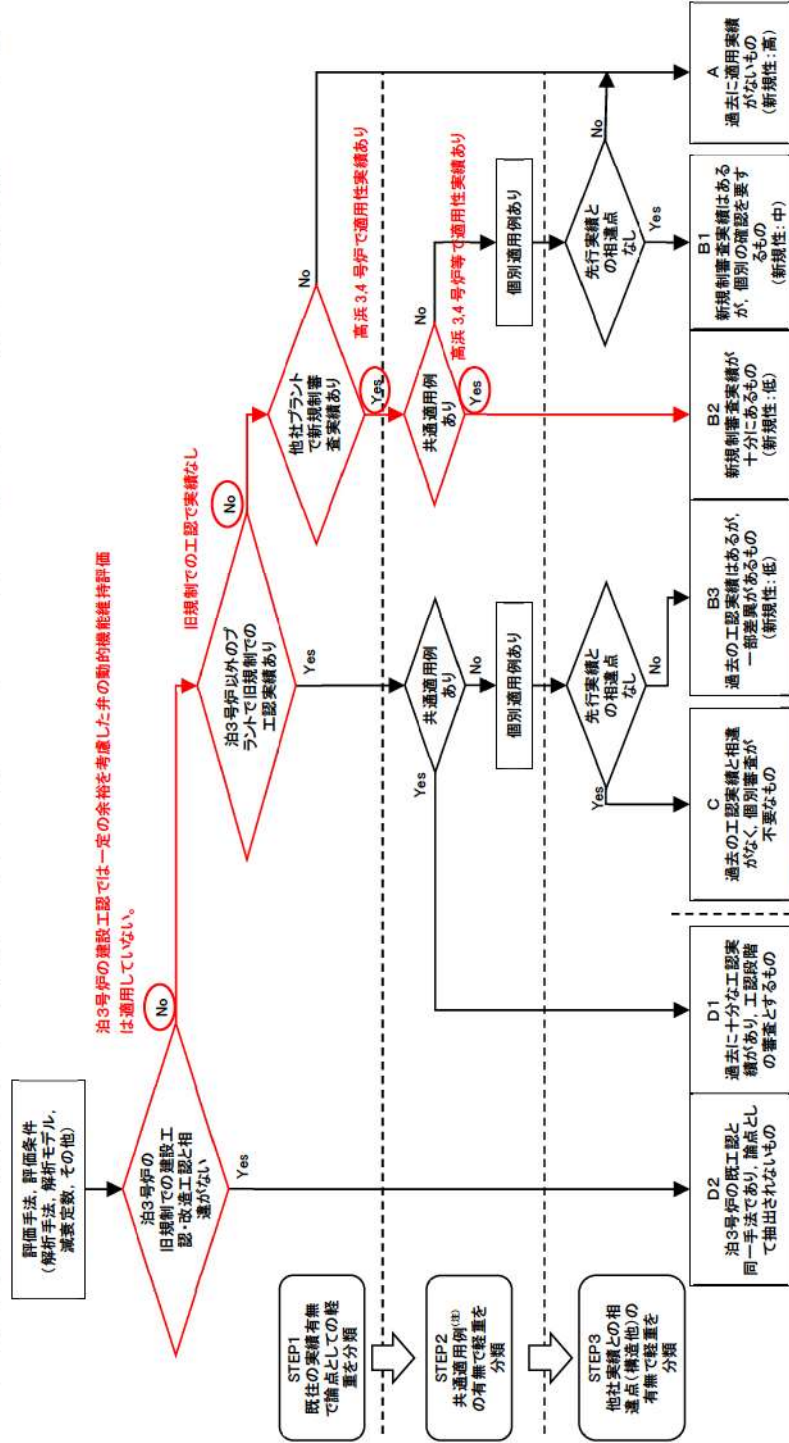 評価手法，評価条件
（解析手法，解析モデル，
減衰定数，その他）
泊3号炉の
旧規制での建設工
認・改造工認と相
違がない
No
Yes
泊3号炉の建設工認では一定の余裕を考慮した弁の動的機能維持評価
は適用していない。
泊3号炉以外のプ
ラントで旧規制での
工認実績あり
No
Yes
旧規制での工認で実績なし
他社プラント
で新規制審
査実績あり
No
Yes
高浜 3,4 号炉で適用性実績あり
STEP1
既往の実績有無
で論点としての軽
重を分類
STEP2
共通適用例(注)
の有無で軽重を
分類
STEP3
他社実績との相
違点（構造他）の
有無で軽重を
分類
共通適用例
あり
Yes
No
個別適用例あり
先行実績と
の相違点
なし
Yes
No
共通適用例
あり
No
Yes
高浜 3,4 号炉等で適用性実績あり
個別適用例あり
先行実績と
の相違点
なし
No
Yes
D2
泊3号炉の既工認と
同一手法であり，論点とし
て抽出されないもの
D1
過去に十分な工認実
績があり，工認段階
の審査とするもの
C
過去の工認実績と相違
がなく，個別審査が
不要なもの
B3
過去の工認実績はあるが，
一部差異があるもの
（新規性：低）
B2
新規制審査実績が
十分にあるもの
（新規性：低）
B1
新規制審査実績はある
が，個別の確認を要す
るもの
（新規性：中）
A
過去に適用実績
がないもの
（新規性：高）